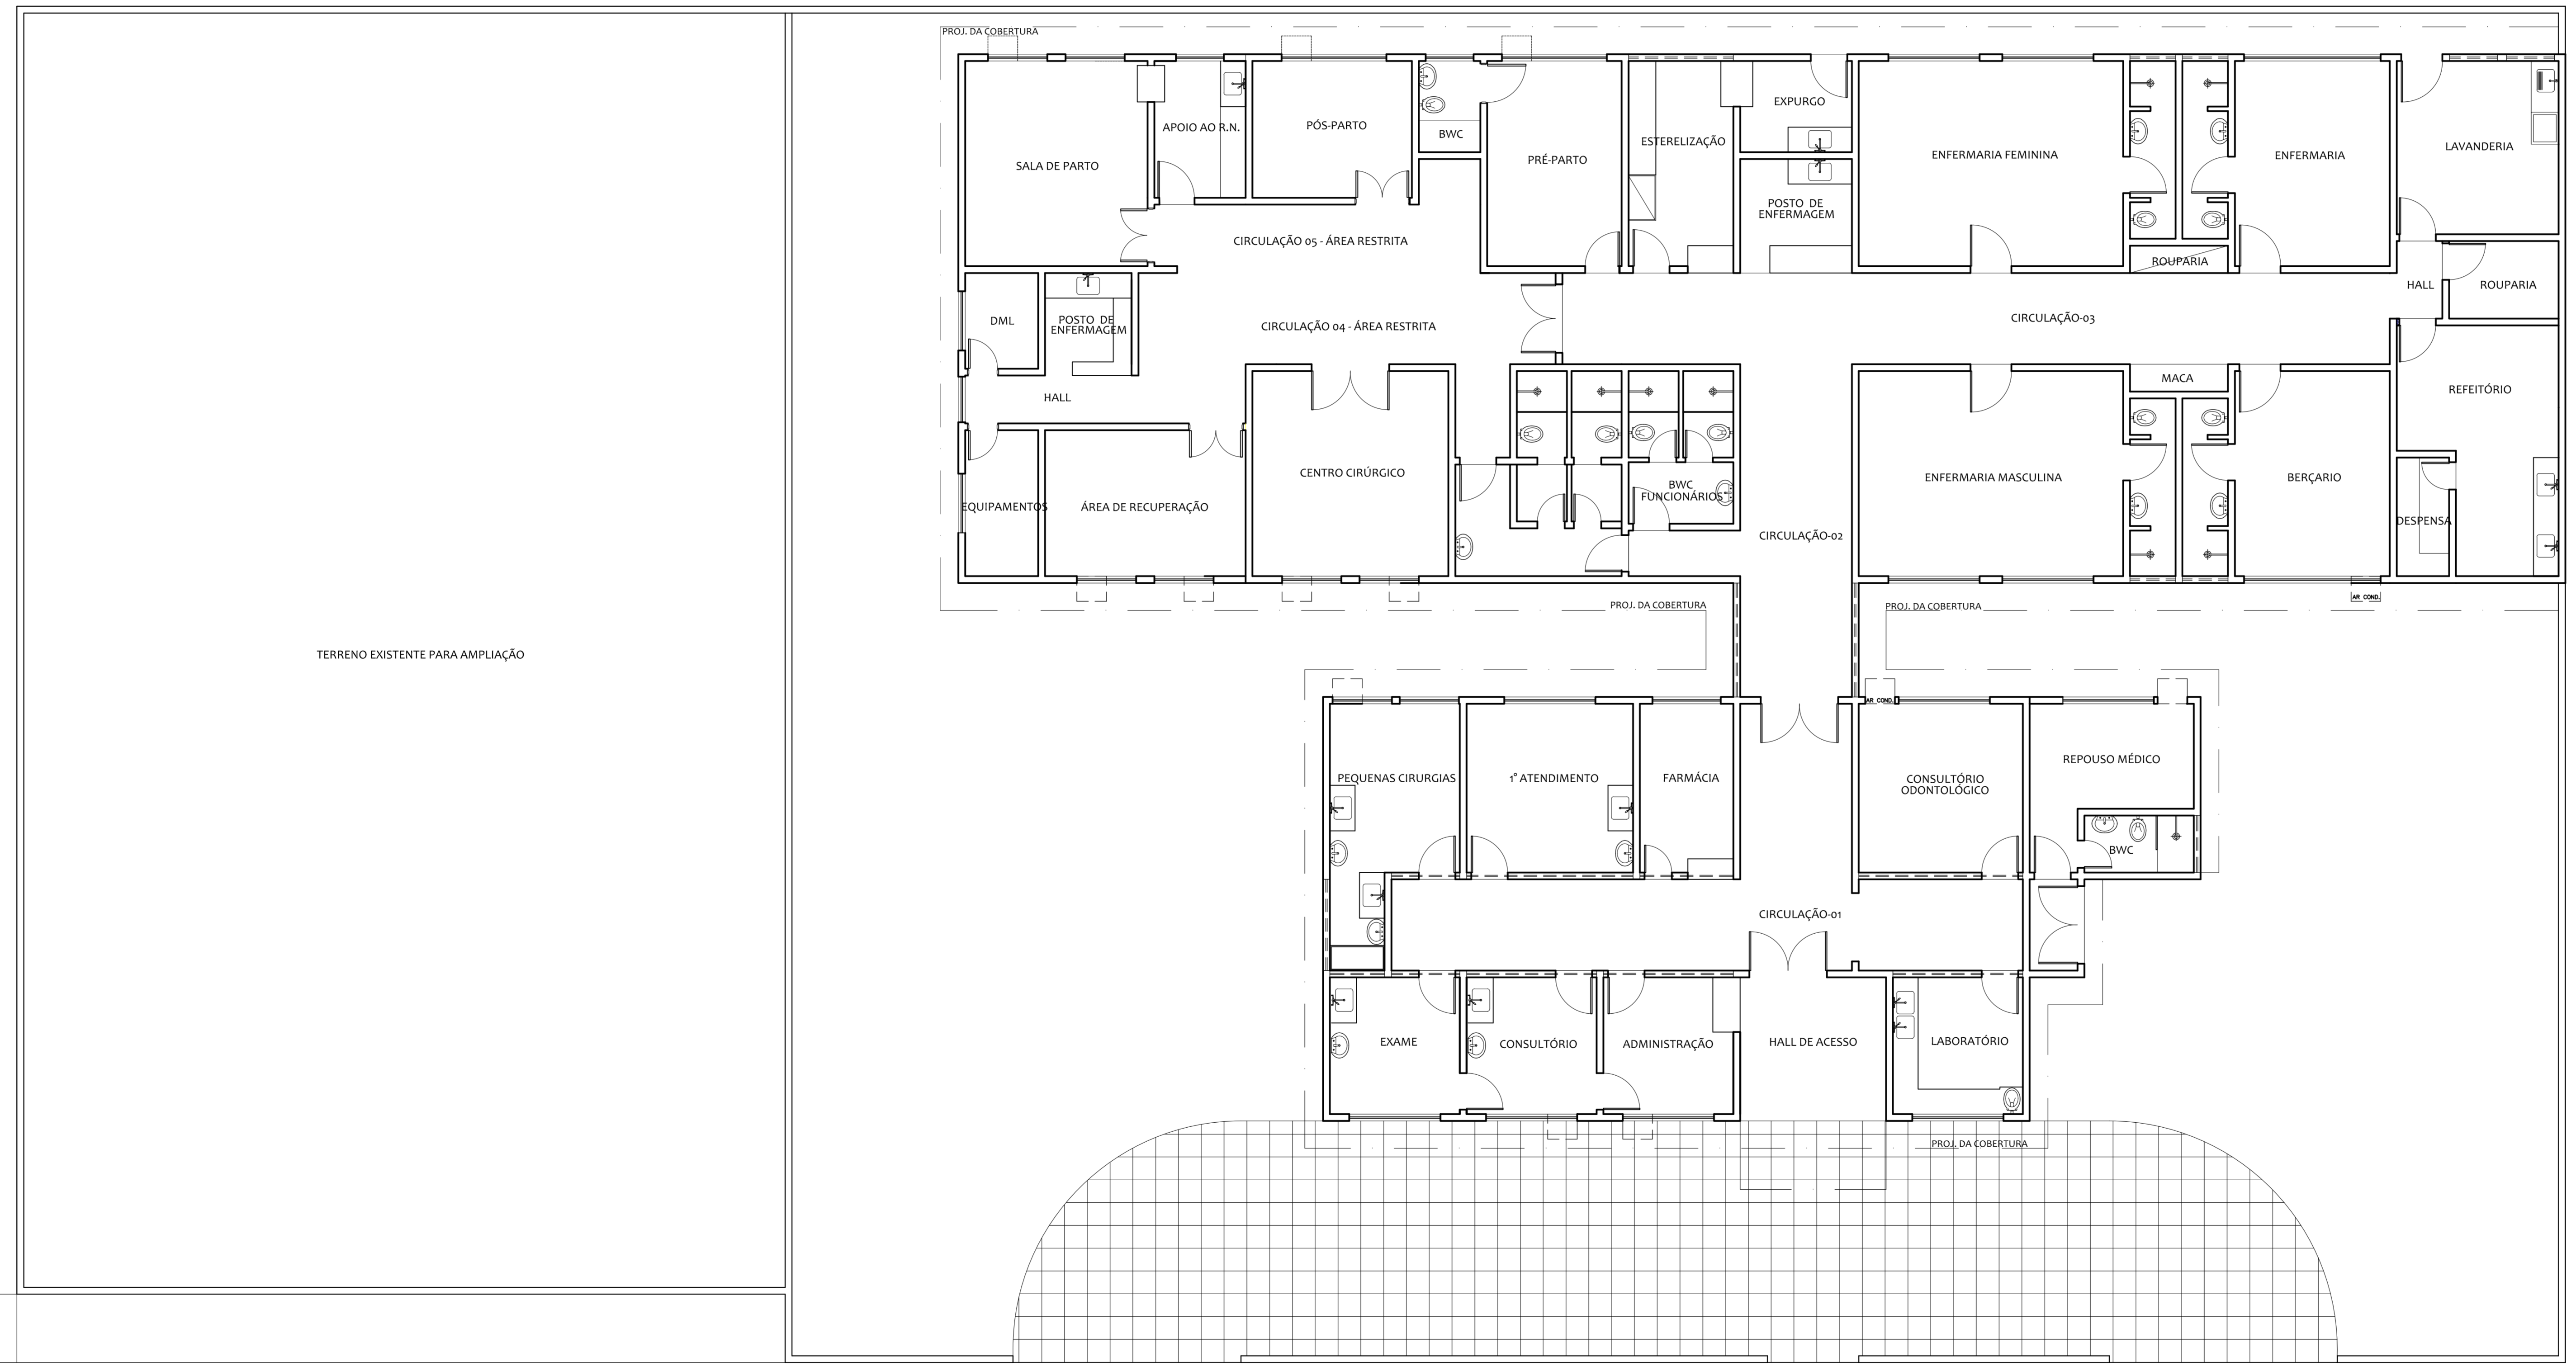 PROJ. DA COBERTURA
SALA DE PARTO
APOIO AO R.N.
PÓS-PARTO
BWC
PRÉ-PARTO
ESTERELIZAÇÃO
EXPURGO
POSTO DE
ENFERMAGEM
ENFERMARIA FEMININA
ROUPARIA
ENFERMARIA
LAVANDERIA
CIRCULAÇÃO 05 - ÁREA RESTRITA
CIRCULAÇÃO 04 - ÁREA RESTRITA
DML
POSTO DE
ENFERMAGEM
HALL
CIRCULAÇÃO-03
HALL
ROUPARIA
EQUIPAMENTOS
ÁREA DE RECUPERAÇÃO
CENTRO CIRÚRGICO
BWC
FUNCIONÁRIOS
CIRCULAÇÃO-02
ENFERMARIA MASCULINA
MACA
BERÇARIO
REFEITÓRIO
DESPENSA
AR COND.
PROJ. DA COBERTURA
PROJ. DA COBERTURA
TERRENO EXISTENTE PARA AMPLIAÇÃO
AR COND.
PEQUENAS CIRURGIAS
1° ATENDIMENTO
FARMÁCIA
CONSULTÓRIO
ODONTOLÓGICO
REPOUSO MÉDICO
BWC
CIRCULAÇÃO-01
EXAME
CONSULTÓRIO
ADMINISTRAÇÃO
HALL DE ACESSO
LABORATÓRIO
PROJ. DA COBERTURA